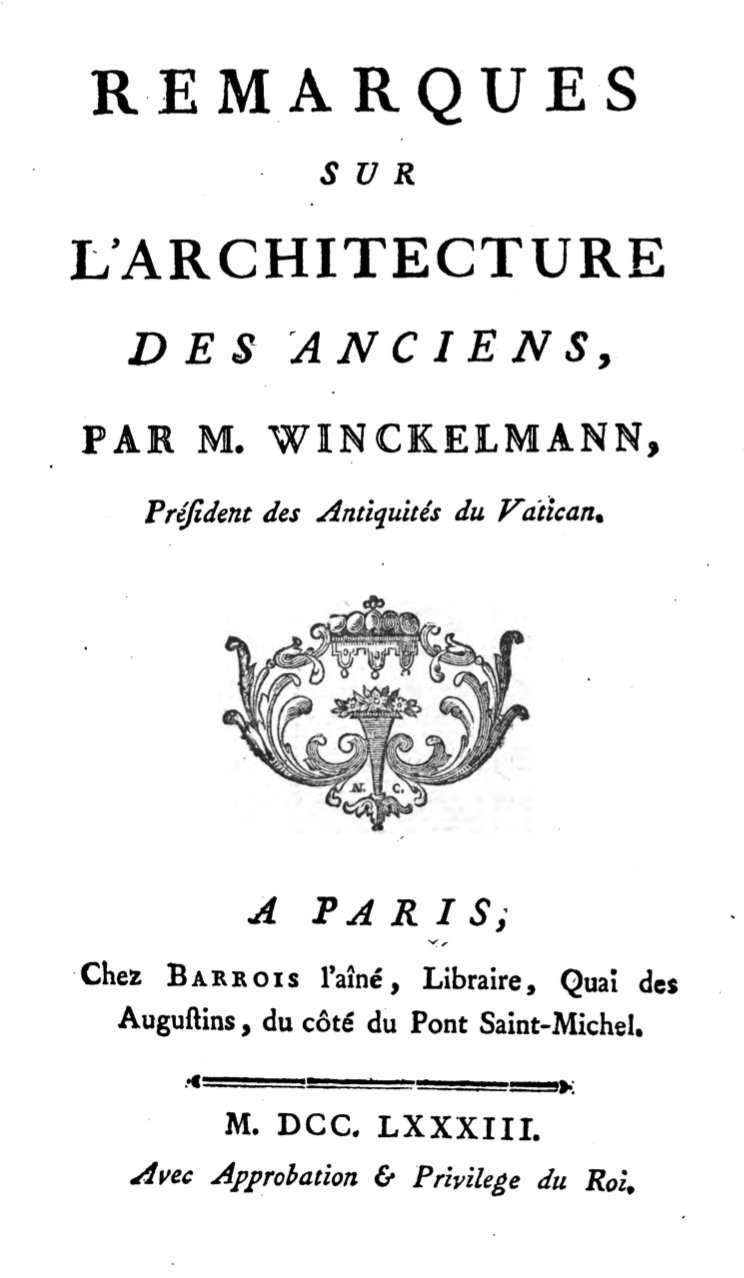 REMARQUES
SUR
L'ARCHITECTURE
DES ANCIENS,
PAR M. WINCKELMANN,
Préſident des Antiquités du Vatican.
N. C.
A PARIS,
Chez BARROIS l'aîné, Libraire, Quai des
Auguſtins, du côté du Pont Saint-Michel.
M. DCC. LXXXIII.
Avec Approbation & Privilege du Roi.